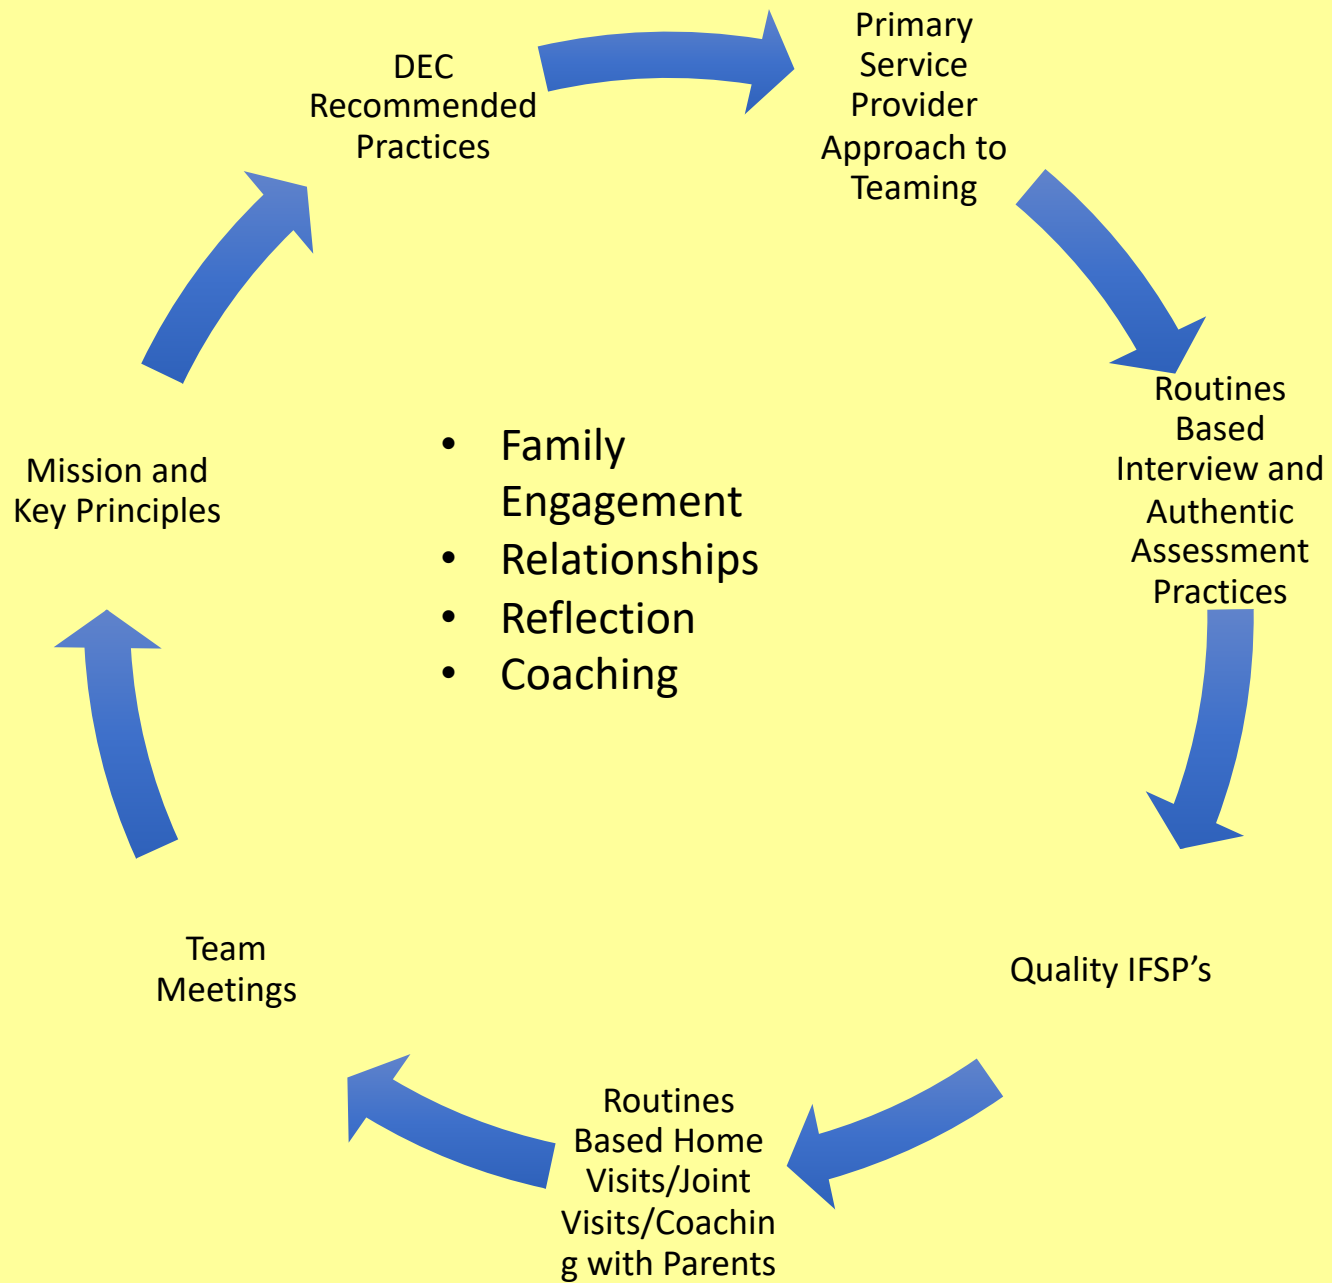 DEC
Recommended
Practices
Primary
Service
Provider
Approach to
Teaming
Routines
Based
Interview and
Authentic
Assessment
Practices
Quality IFSP’s
Routines
Based Home
Visits/Joint
Visits/Coachin
g with Parents
Team
Meetings
Mission and
Key Principles
• Family
Engagement
• Relationships
• Reflection
• Coaching